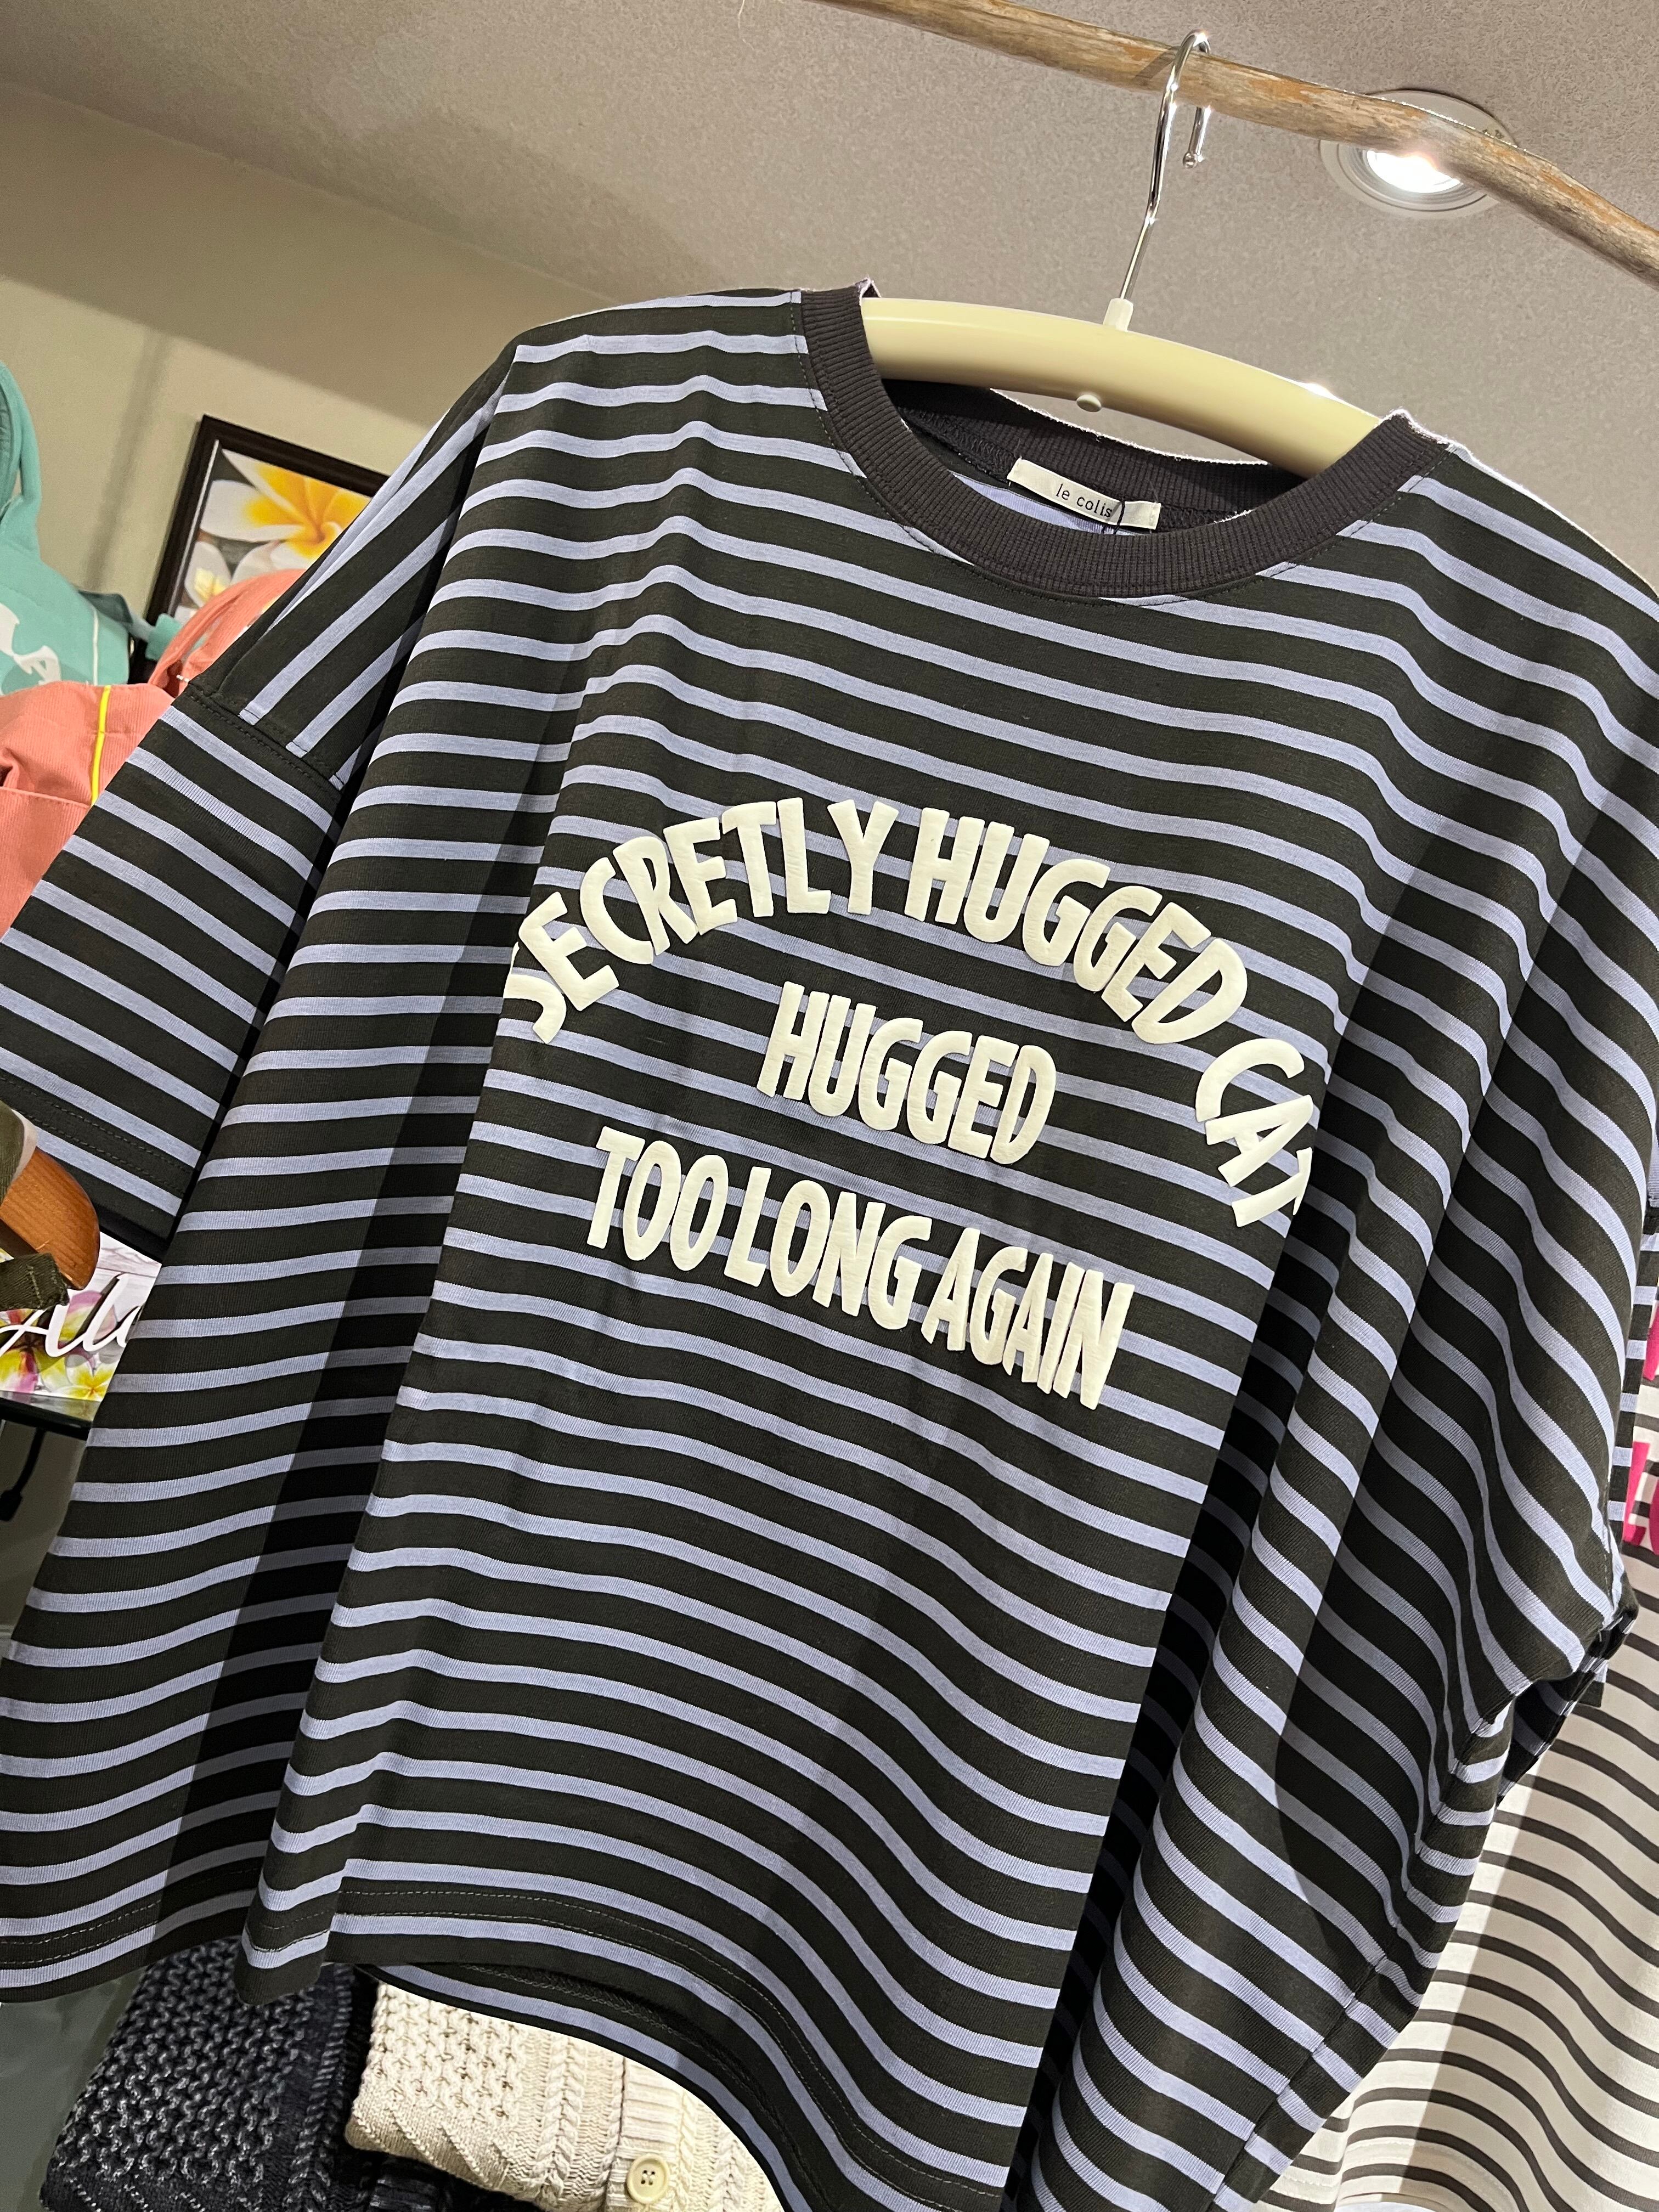 le colis
SECRETLY HUGGED CAT
HUGGED
TOO LONG AGAIN